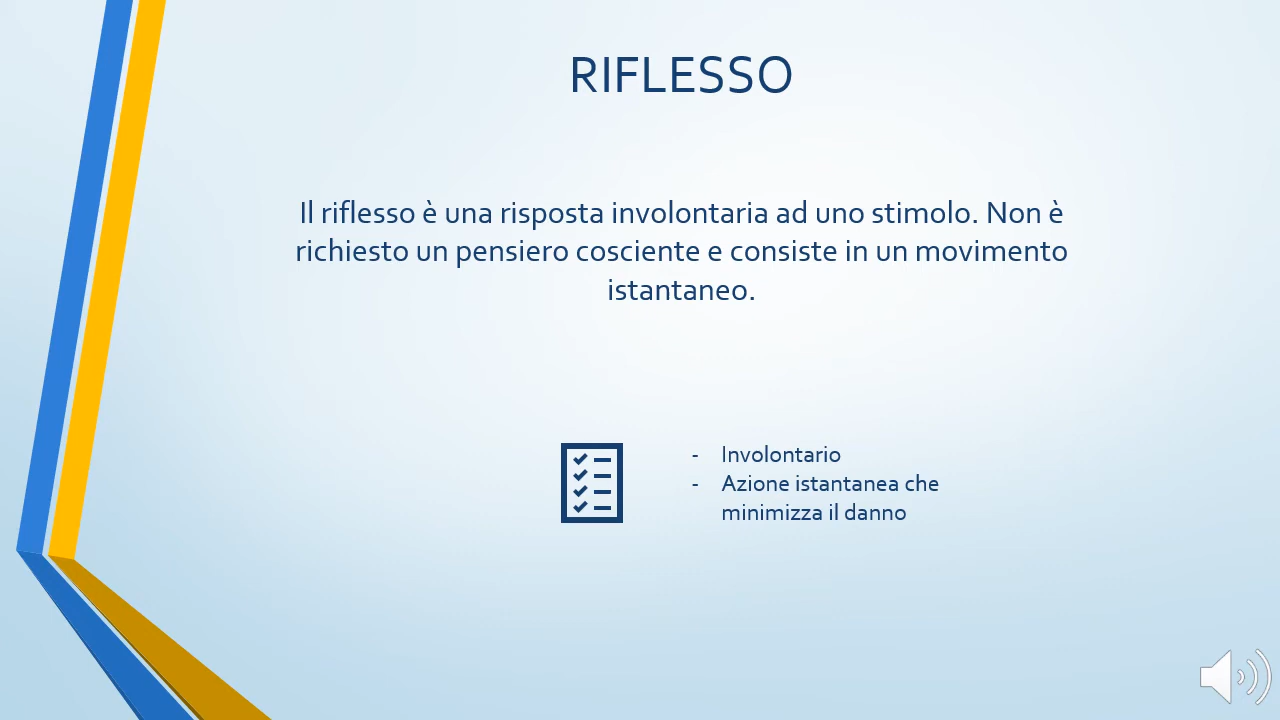 RIFLESSO
Il riflesso è una risposta involontaria ad uno stimolo. Non è
richiesto un pensiero cosciente e consiste in un movimento
istantaneo.
- Involontario
- Azione istantanea che
minimizza il danno